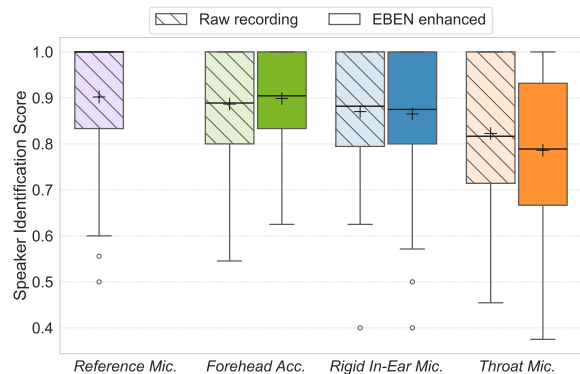 Raw recording EBEN enhanced
Speaker Identification Score
1.0
0.9
0.8
0.7
0.6
0.5
0.4
Reference Mic. Forehead Acc. Rigid In-Ear Mic. Throat Mic.